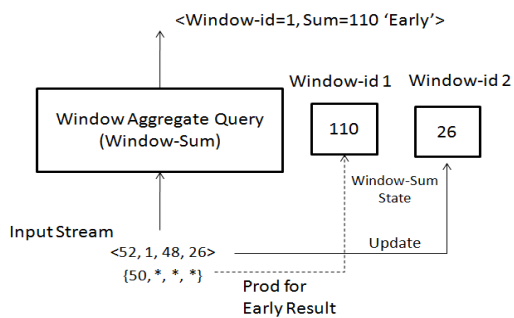 <Window-id=1, Sum=110 ‘Early’>
Window-id 1
Window-id 2
Window Aggregate Query
(Window-Sum)
110
26
Window-Sum
State
Input Stream
<52, 1, 48, 26>
Update
{50, *, *, *}
Prod for
Early Result